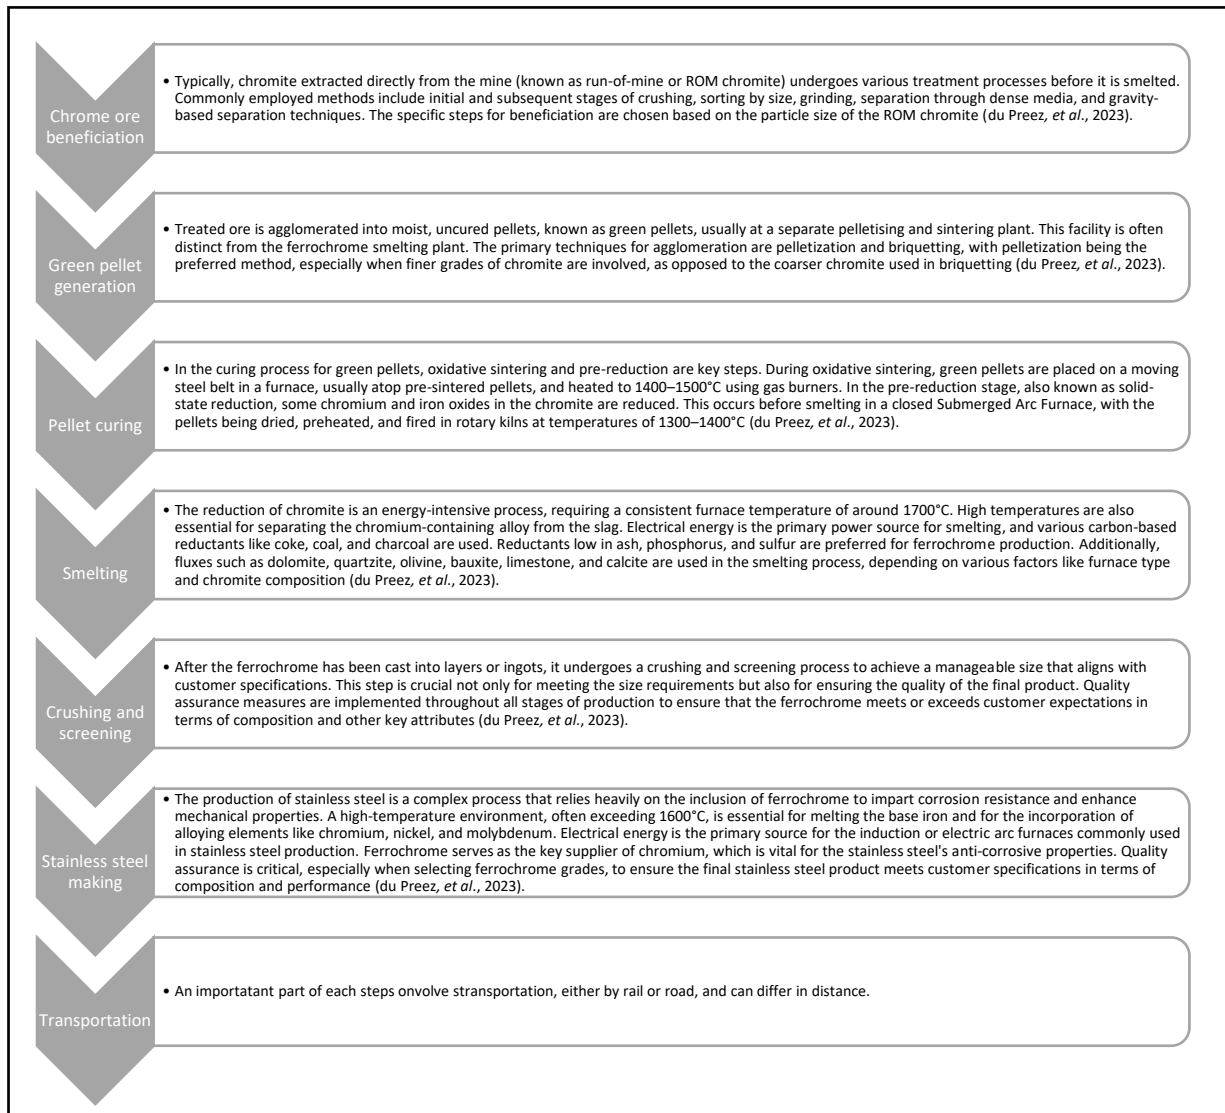 Chrome ore
beneficiation
• Typically, chromite extracted directly from the mine (known as run-of-mine or ROM chromite) undergoes various treatment processes before it is smelted.
Commonly employed methods include initial and subsequent stages of crushing, sorting by size, grinding, separation through dense media, and gravity-
based separation techniques. The specific steps for beneficiation are chosen based on the particle size of the ROM chromite (du Preez, et al., 2023).
Green pellet
generation
• Treated ore is agglomerated into moist, uncured pellets, known as green pellets, usually at a separate pelletising and sintering plant. This facility is often
distinct from the ferrochrome smelting plant. The primary techniques for agglomeration are pelletization and briquetting, with pelletization being the
preferred method, especially when finer grades of chromite are involved, as opposed to the coarser chromite used in briquetting (du Preez, et al., 2023).
Pellet curing
• In the curing process for green pellets, oxidative sintering and pre-reduction are key steps. During oxidative sintering, green pellets are placed on a moving
steel belt in a furnace, usually atop pre-sintered pellets, and heated to 1400–1500°C using gas burners. In the pre-reduction stage, also known as solid-
state reduction, some chromium and iron oxides in the chromite are reduced. This occurs before smelting in a closed Submerged Arc Furnace, with the
pellets being dried, preheated, and fired in rotary kilns at temperatures of 1300–1400°C (du Preez, et al., 2023).
Smelting
• The reduction of chromite is an energy-intensive process, requiring a consistent furnace temperature of around 1700°C. High temperatures are also
essential for separating the chromium-containing alloy from the slag. Electrical energy is the primary power source for smelting, and various carbon-based
reductants like coke, coal, and charcoal are used. Reductants low in ash, phosphorus, and sulfur are preferred for ferrochrome production. Additionally,
fluxes such as dolomite, quartzite, olivine, bauxite, limestone, and calcite are used in the smelting process, depending on various factors like furnace type
and chromite composition (du Preez, et al., 2023).
Crushing and
screening
• After the ferrochrome has been cast into layers or ingots, it undergoes a crushing and screening process to achieve a manageable size that aligns with
customer specifications. This step is crucial not only for meeting the size requirements but also for ensuring the quality of the final product. Quality
assurance measures are implemented throughout all stages of production to ensure that the ferrochrome meets or exceeds customer expectations in
terms of composition and other key attributes (du Preez, et al., 2023).
Stainless steel
making
• The production of stainless steel is a complex process that relies heavily on the inclusion of ferrochrome to impart corrosion resistance and enhance
mechanical properties. A high-temperature environment, often exceeding 1600°C, is essential for melting the base iron and for the incorporation of
alloying elements like chromium, nickel, and molybdenum. Electrical energy is the primary source for the induction or electric arc furnaces commonly used
in stainless steel production. Ferrochrome serves as the key supplier of chromium, which is vital for the stainless steel's anti-corrosive properties. Quality
assurance is critical, especially when selecting ferrochrome grades, to ensure the final stainless steel product meets customer specifications in terms of
composition and performance (du Preez, et al., 2023).
Transportation
• An importatant part of each steps onvolve stransportation, either by rail or road, and can differ in distance.